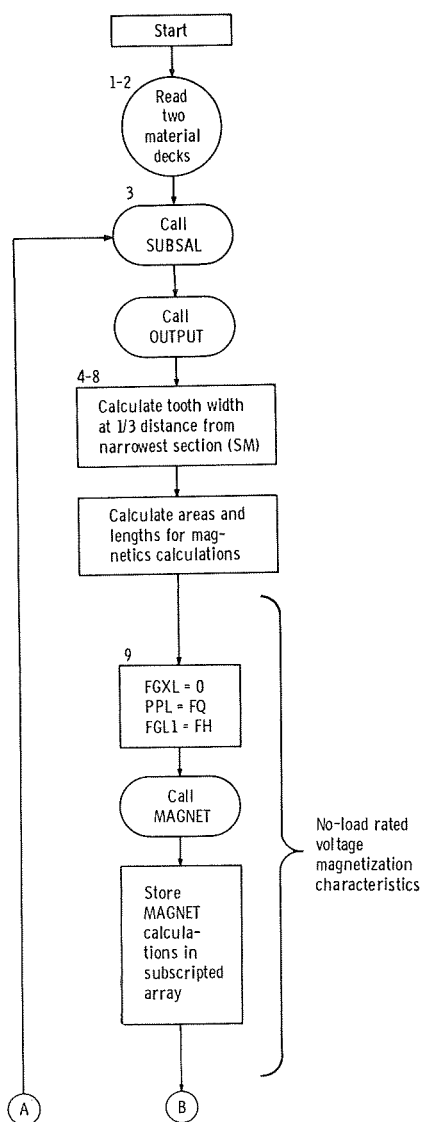 Start
1-2
Read
two
material
decks
3
Call
SUBSAL
Call
OUTPUT
4-8
Calculate tooth width
at 1/3 distance from
narrowest section (SM)
Calculate areas and
lengths for mag-
netics calculations
9
FGXL = 0
PPL = FQ
FGL1 = FH
Call
MAGNET
No-load rated
voltage
magnetization
characteristics
Store
MAGNET
calcula-
tions in
subscripted
array
A
B